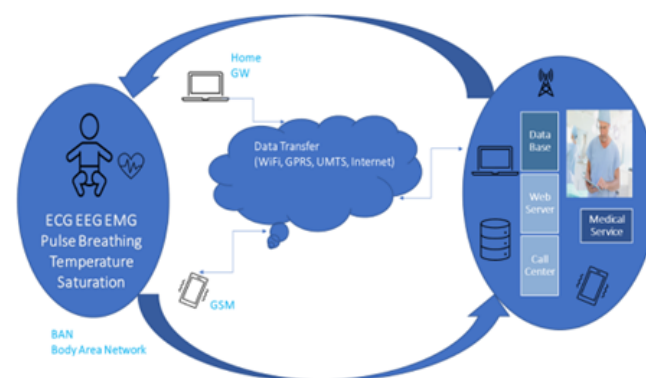 Home
GW
Data Transfer
(WiFi, GPRS, UMTS, Internet)
ECG EEG EMG
Pulse Breathing
Temperature
Saturation
GSM
BAN
Body Area Network
Data
Base
Web
Server
Call
Center
Medical
Service